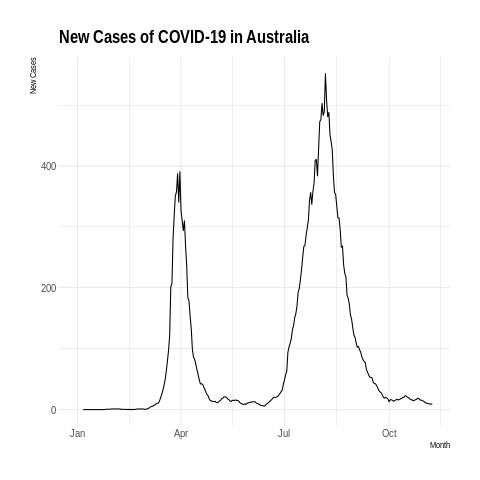 New Cases of COVID-19 in Australia
New Cases
400
200
0
Jan Apr Jul Oct
Month